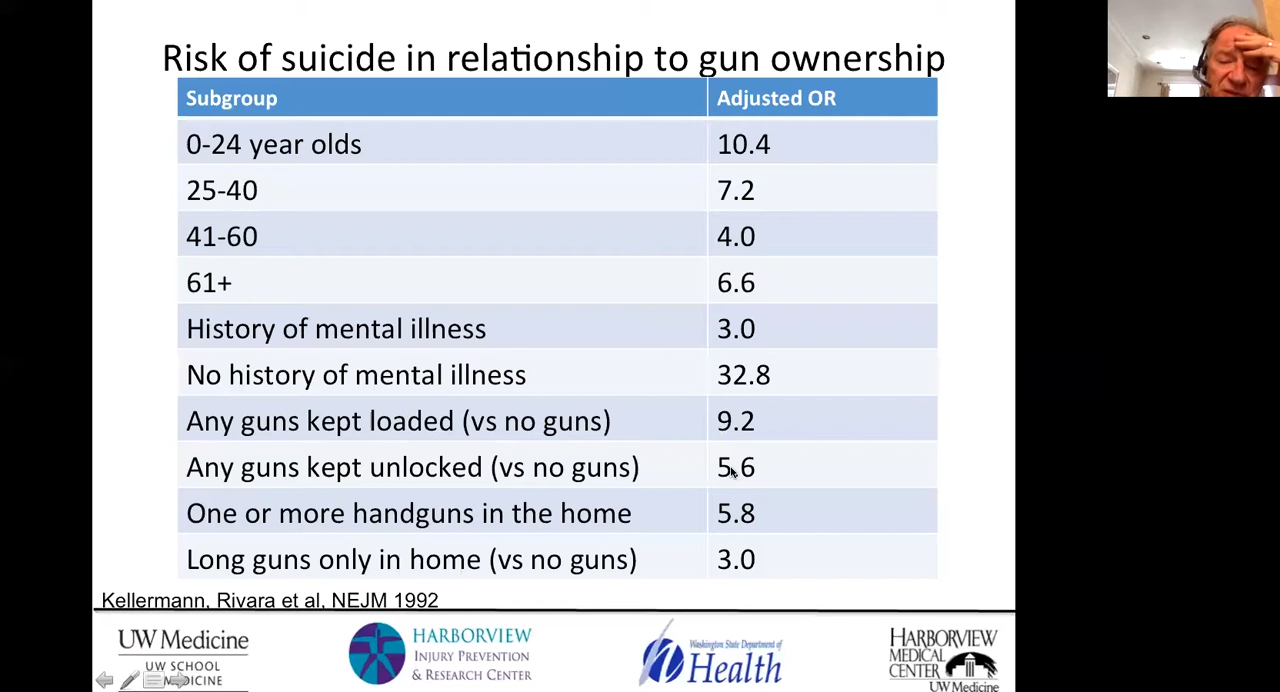 Risk of suicide in relationship to gun ownership
Subgroup Adjusted OR
0-24 year olds 10.4
25-40 7.2
41-60 4.0
61+ 6.6
History of mental illness 3.0
No history of mental illness 32.8
Any guns kept loaded (vs no guns) 9.2
Any guns kept unlocked (vs no guns) 5.6
One or more handguns in the home 5.8
Long guns only in home (vs no guns) 3.0
Kellermann, Rivara et al, NEJM 1992
UW Medicine
UW SCHOOL
MEDICINE
HARBORVIEW
INJURY PREVENTION
& RESEARCH CENTER
Washington State Department of
Health
HARBORVIEW
MEDICAL
CENTER
UW Medicine